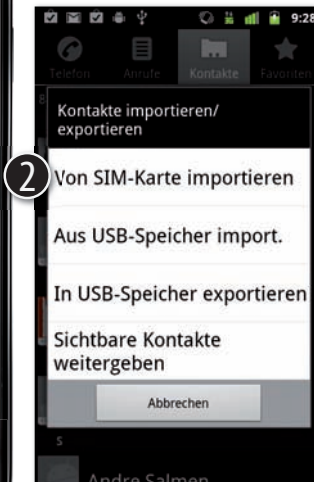 9:28
Telefon Anrufe Kontakte Favoriten
Kontakte importieren/
exportieren
2 Von SIM-Karte importieren
Aus USB-Speicher import.
In USB-Speicher exportieren
Sichtbare Kontakte
weitergeben
Abbrechen
S
Andre Salmen